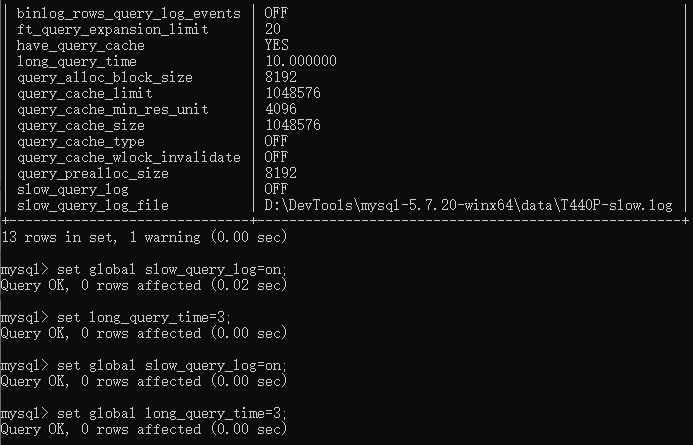 | binlog_rows_query_log_events | OFF
| ft_query_expansion_limit | 20
| have_query_cache | YES
| long_query_time | 10.000000
| query_alloc_block_size | 8192
| query_cache_limit | 1048576
| query_cache_min_res_unit | 4096
| query_cache_size | 1048576
| query_cache_type | OFF
| query_cache_wlock_invalidate | OFF
| query_prealloc_size | 8192
| slow_query_log | OFF
| slow_query_log_file | D:\DevTools\mysql-5.7.20-winx64\data\T440P-slow.log |
13 rows in set, 1 warning (0.00 sec)
mysql> set global slow_query_log=on;
Query OK, 0 rows affected (0.02 sec)
mysql> set long_query_time=3;
Query OK, 0 rows affected (0.00 sec)
mysql> set global slow_query_log=on;
Query OK, 0 rows affected (0.00 sec)
mysql> set global long_query_time=3;
Query OK, 0 rows affected (0.00 sec)